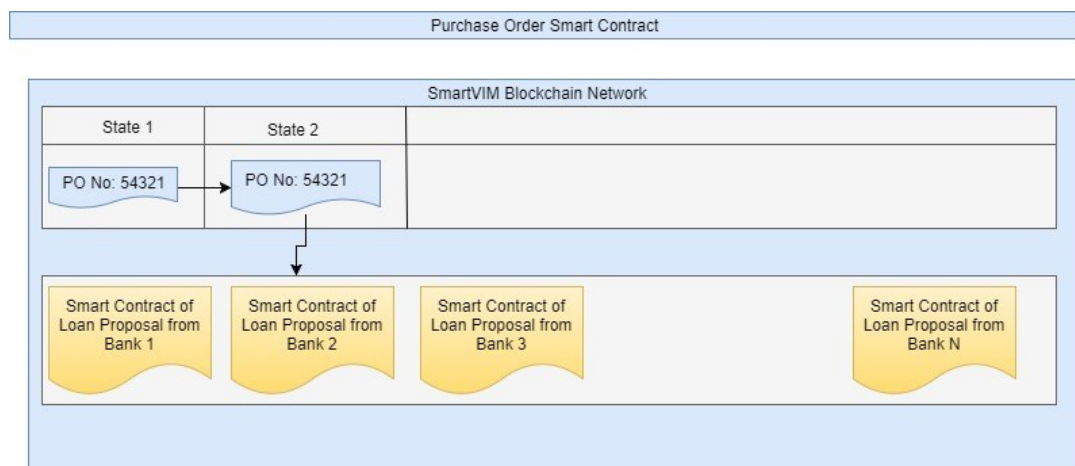 Purchase Order Smart Contract
SmartVIM Blockchain Network
State 1
State 2
PO No: 54321
PO No: 54321
Smart Contract of
Loan Proposal from
Bank 1
Smart Contract of
Loan Proposal from
Bank 2
Smart Contract of
Loan Proposal from
Bank 3
Smart Contract of
Loan Proposal from
Bank N